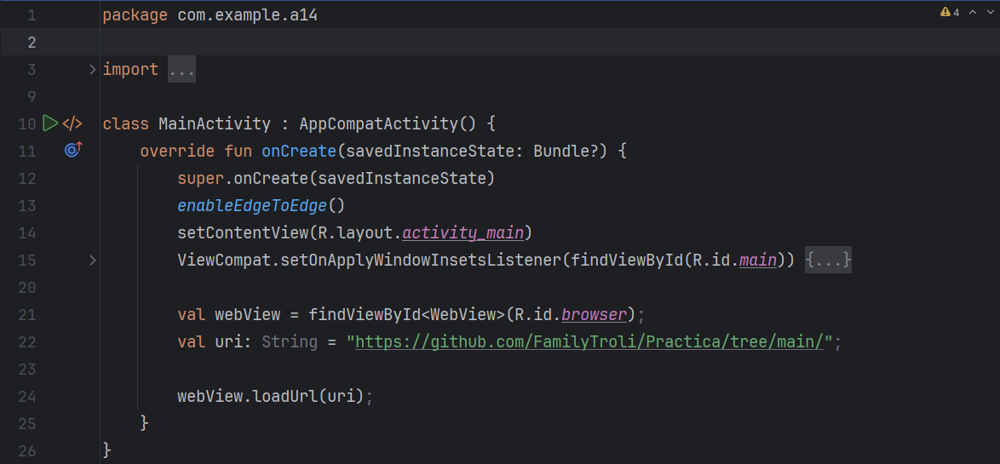 1 package com.example.a14 4
2
3 import ...
9
10 </> class MainActivity : AppCompatActivity() {
11 override fun onCreate(savedInstanceState: Bundle?) {
12 super.onCreate(savedInstanceState)
13 enableEdgeToEdge()
14 setContentView(R.layout.activity_main)
15 ViewCompat.setOnApplyWindowInsetsListener(findViewById(R.id.main)) {...}
20
21 val webView = findViewById<WebView>(R.id.browser);
22 val uri: String = "https://github.com/FamilyTroli/Practica/tree/main/";
23
24 webView.loadUrl(uri);
25 }
26 }